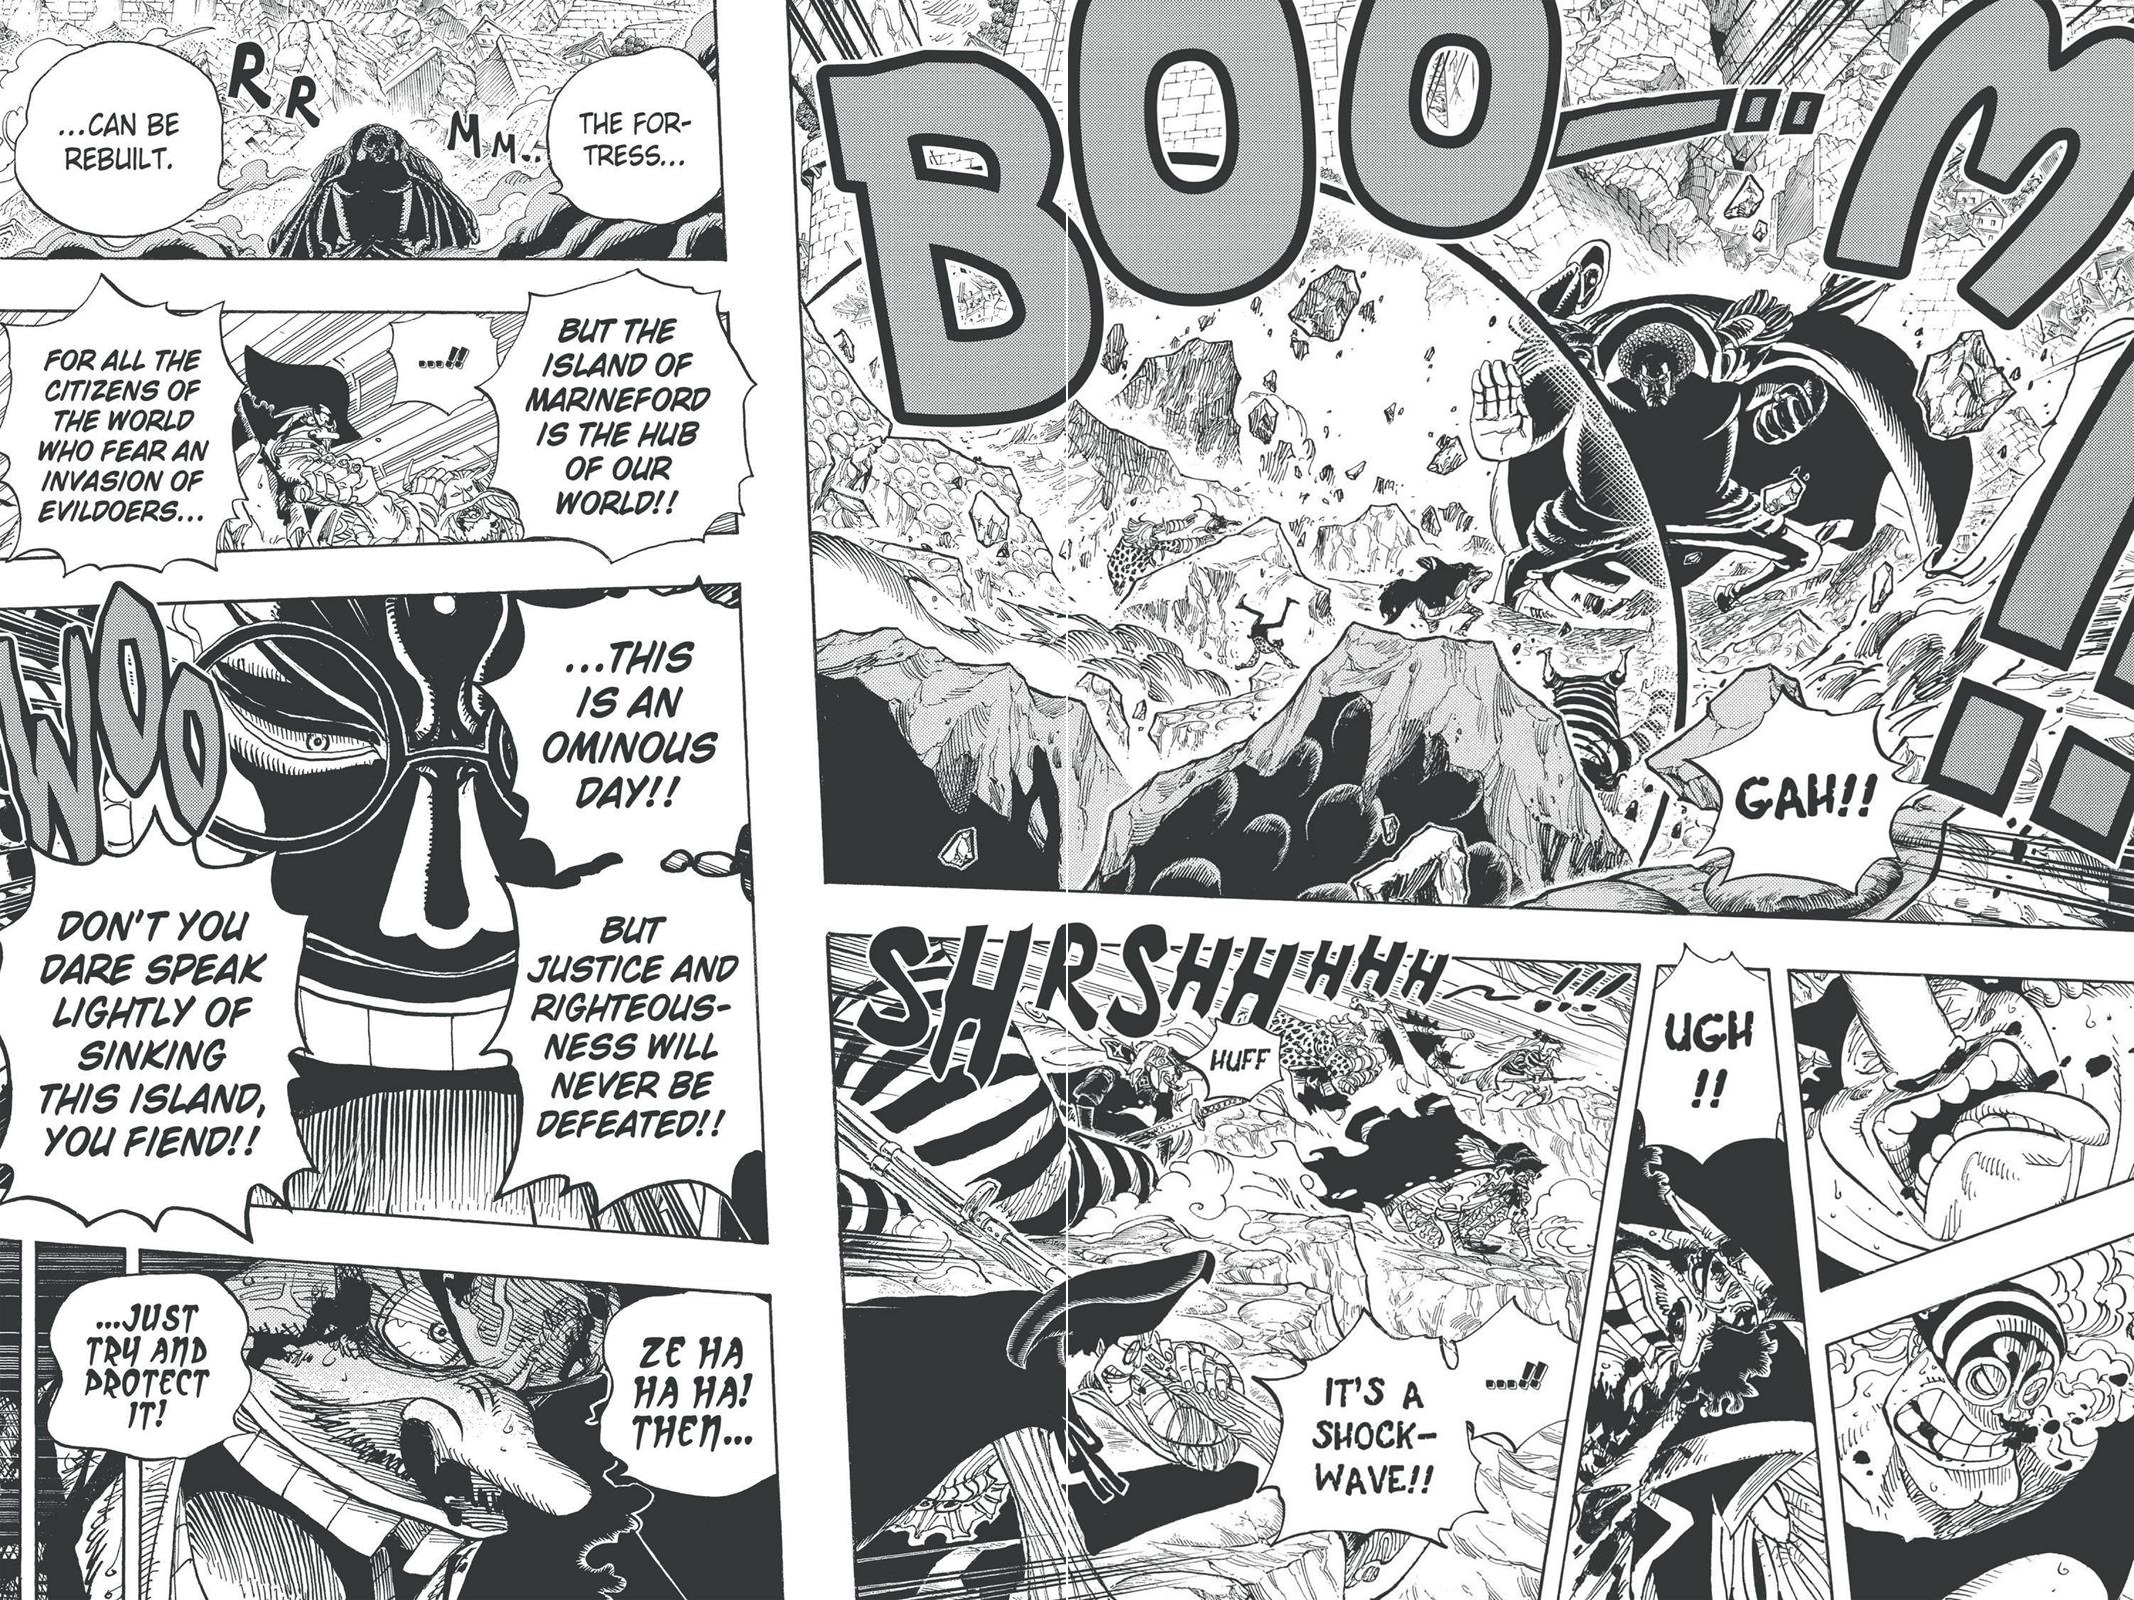 BOO—··M!!
GAH!!
UGH
!!
SHRSHHHHHH~!!!
HUFF
...!!
IT'S A
SHOCK-
WAVE!!
THE FOR-
TRESS...
RR
MM..
...CAN BE
REBUILT.
BUT THE
ISLAND OF
MARINEFORD
IS THE HUB
OF OUR
WORLD!!
...!!
FOR ALL THE
CITIZENS OF
THE WORLD
WHO FEAR AN
INVASION OF
EVILDOERS...
...THIS
IS AN
OMINOUS
DAY!!
BUT
JUSTICE AND
RIGHTEOUS-
NESS WILL
NEVER BE
DEFEATED!!
WOOO
DON'T YOU
DARE SPEAK
LIGHTLY OF
SINKING
THIS ISLAND,
YOU FIEND!!
ZE HA
HA HA!
THEN...
...JUST
TRY AND
PROTECT
IT!